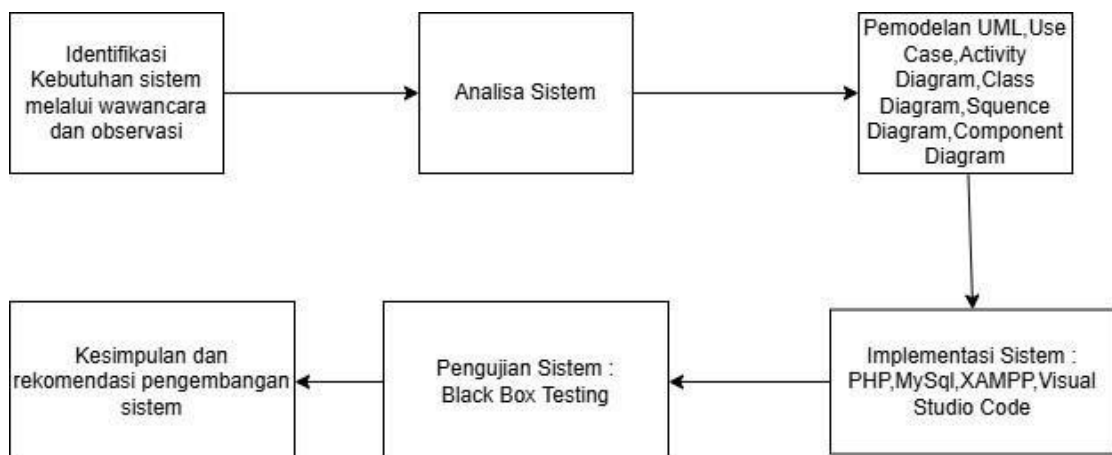 Identifikasi
Kebutuhan sistem
melalui wawancara
dan observasi
Analisa Sistem
Pemodelan UML,Use
Case,Activity
Diagram,Class
Diagram,Squence
Diagram,Component
Diagram
Implementasi Sistem :
PHP,MySql,XAMPP,Visual
Studio Code
Pengujian Sistem :
Black Box Testing
Kesimpulan dan
rekomendasi pengembangan
sistem